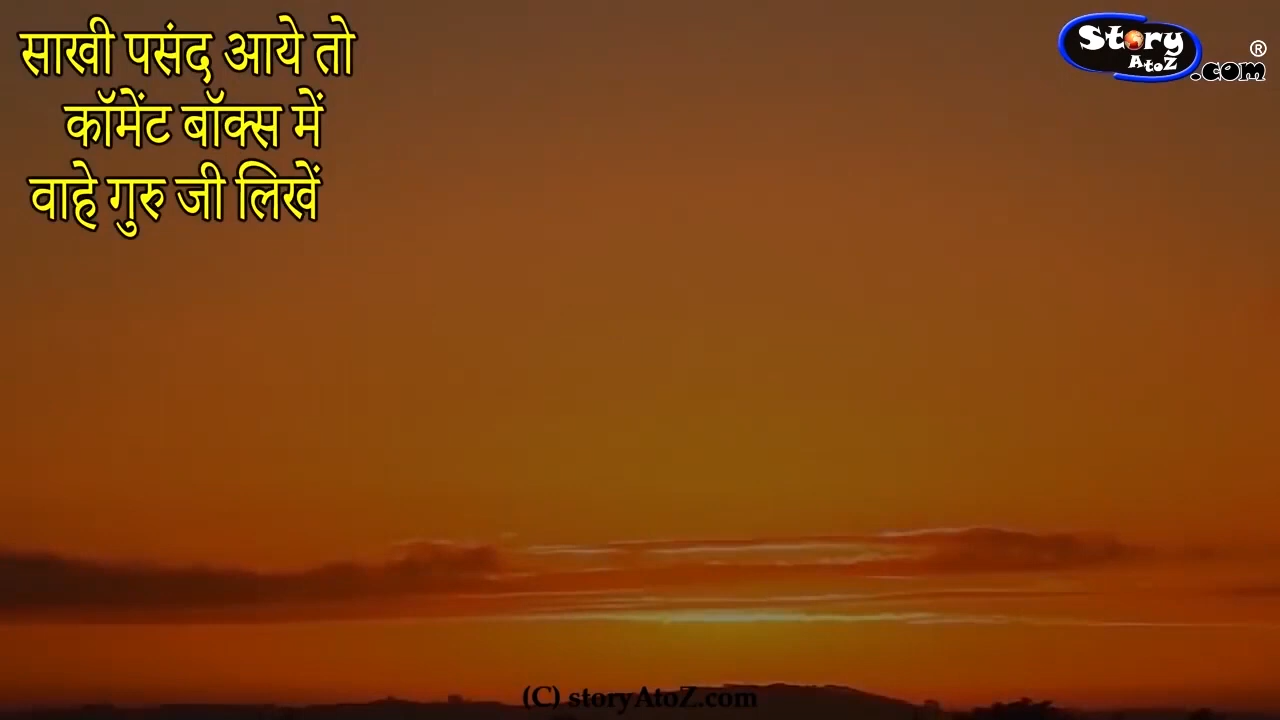 साखी पसंद आये तो
कॉमेंट बॉक्स में
वाहे गुरु जी लिखें
Story
AtoZ
.com
®
(C) storyAtoZ.com